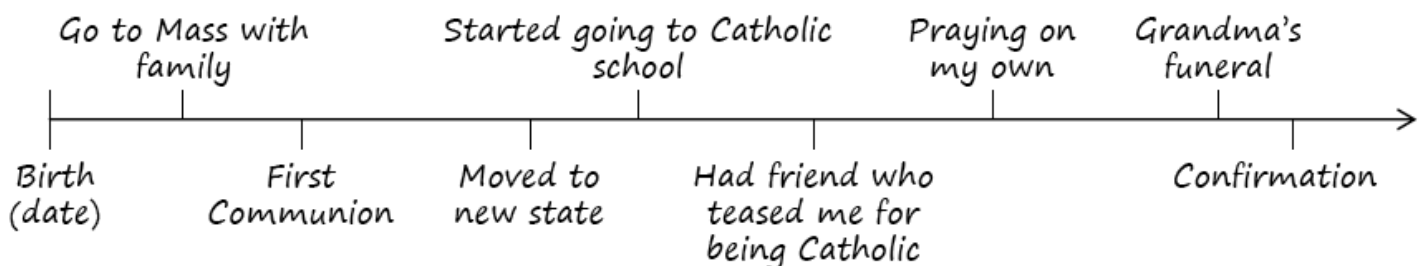 Go to Mass with
family
Started going to Catholic
school
Praying on
my own
Grandma's
funeral
Birth
(date)
First
Communion
Moved to
new state
Had friend who
teased me for
being Catholic
Confirmation